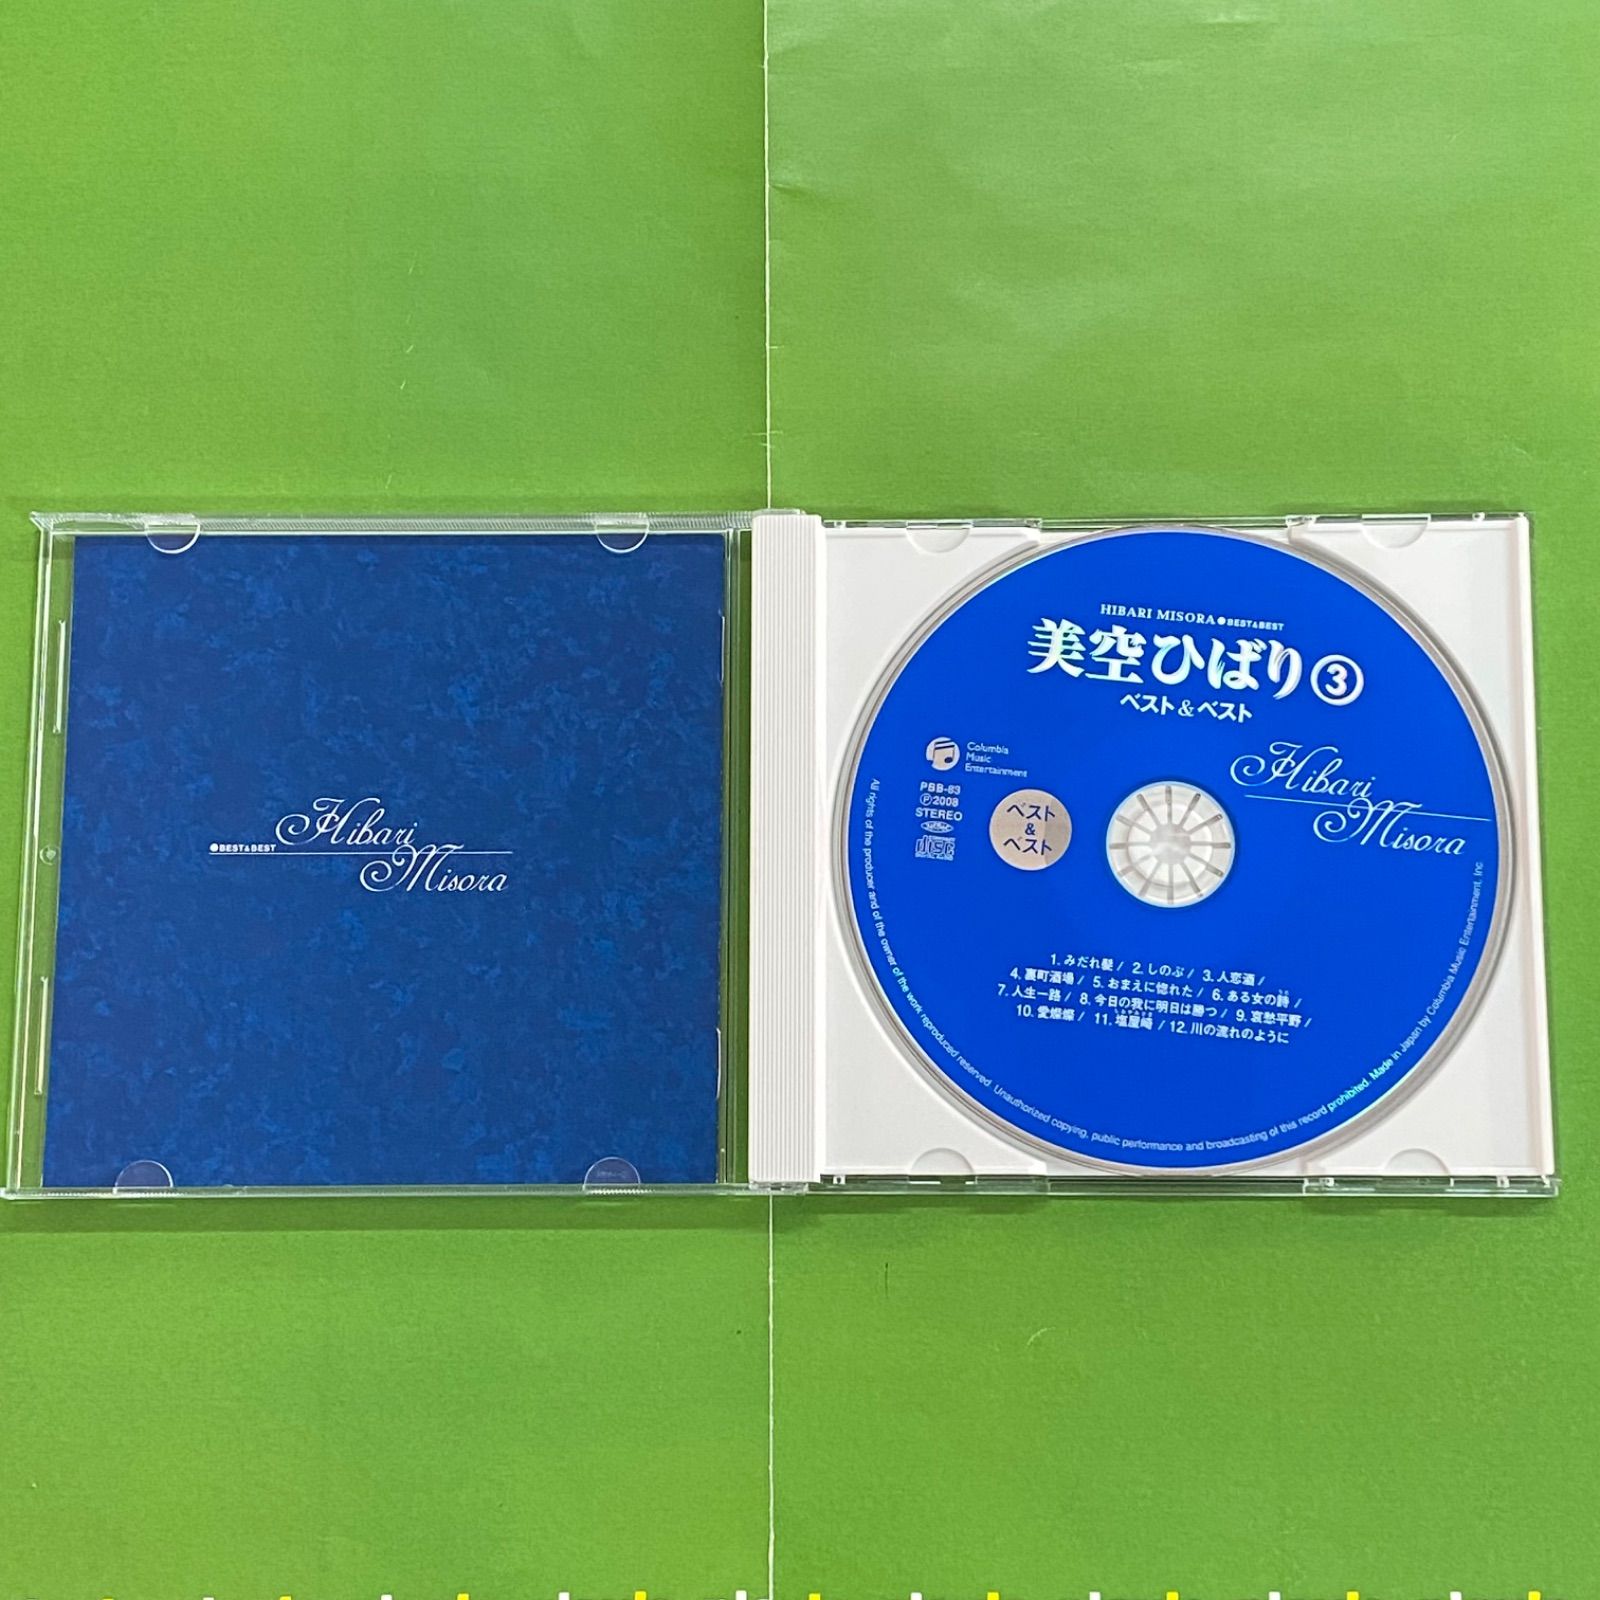 ●BEST&BEST
Hibari
Misora
HIBARI MISORA●BEST&BEST
美空ひばり③
ベスト&ベスト
Columbia
Music
Entertainment
PBB-83
Ⓟ2008
STEREO
ベスト
&
ベスト
Hibari
Misora
1.みだれ髪/ 2.しのぶ/ 3.人恋酒/
4.裏町酒場/ 5.おまえに惚れた/ 6.ある女の詩/
7.人生一路/ 8.今日の我に明日は勝つ/ 9.哀愁平野/
10.愛燦燦/ 11.塩屋崎/ 12.川の流れのように
All rights of the producer and of the owner of the work reproduced reserved. Unauthorized copying, public performance and broadcasting of this record prohibited. Made in Japan by Columbia Music Entertainment, Inc